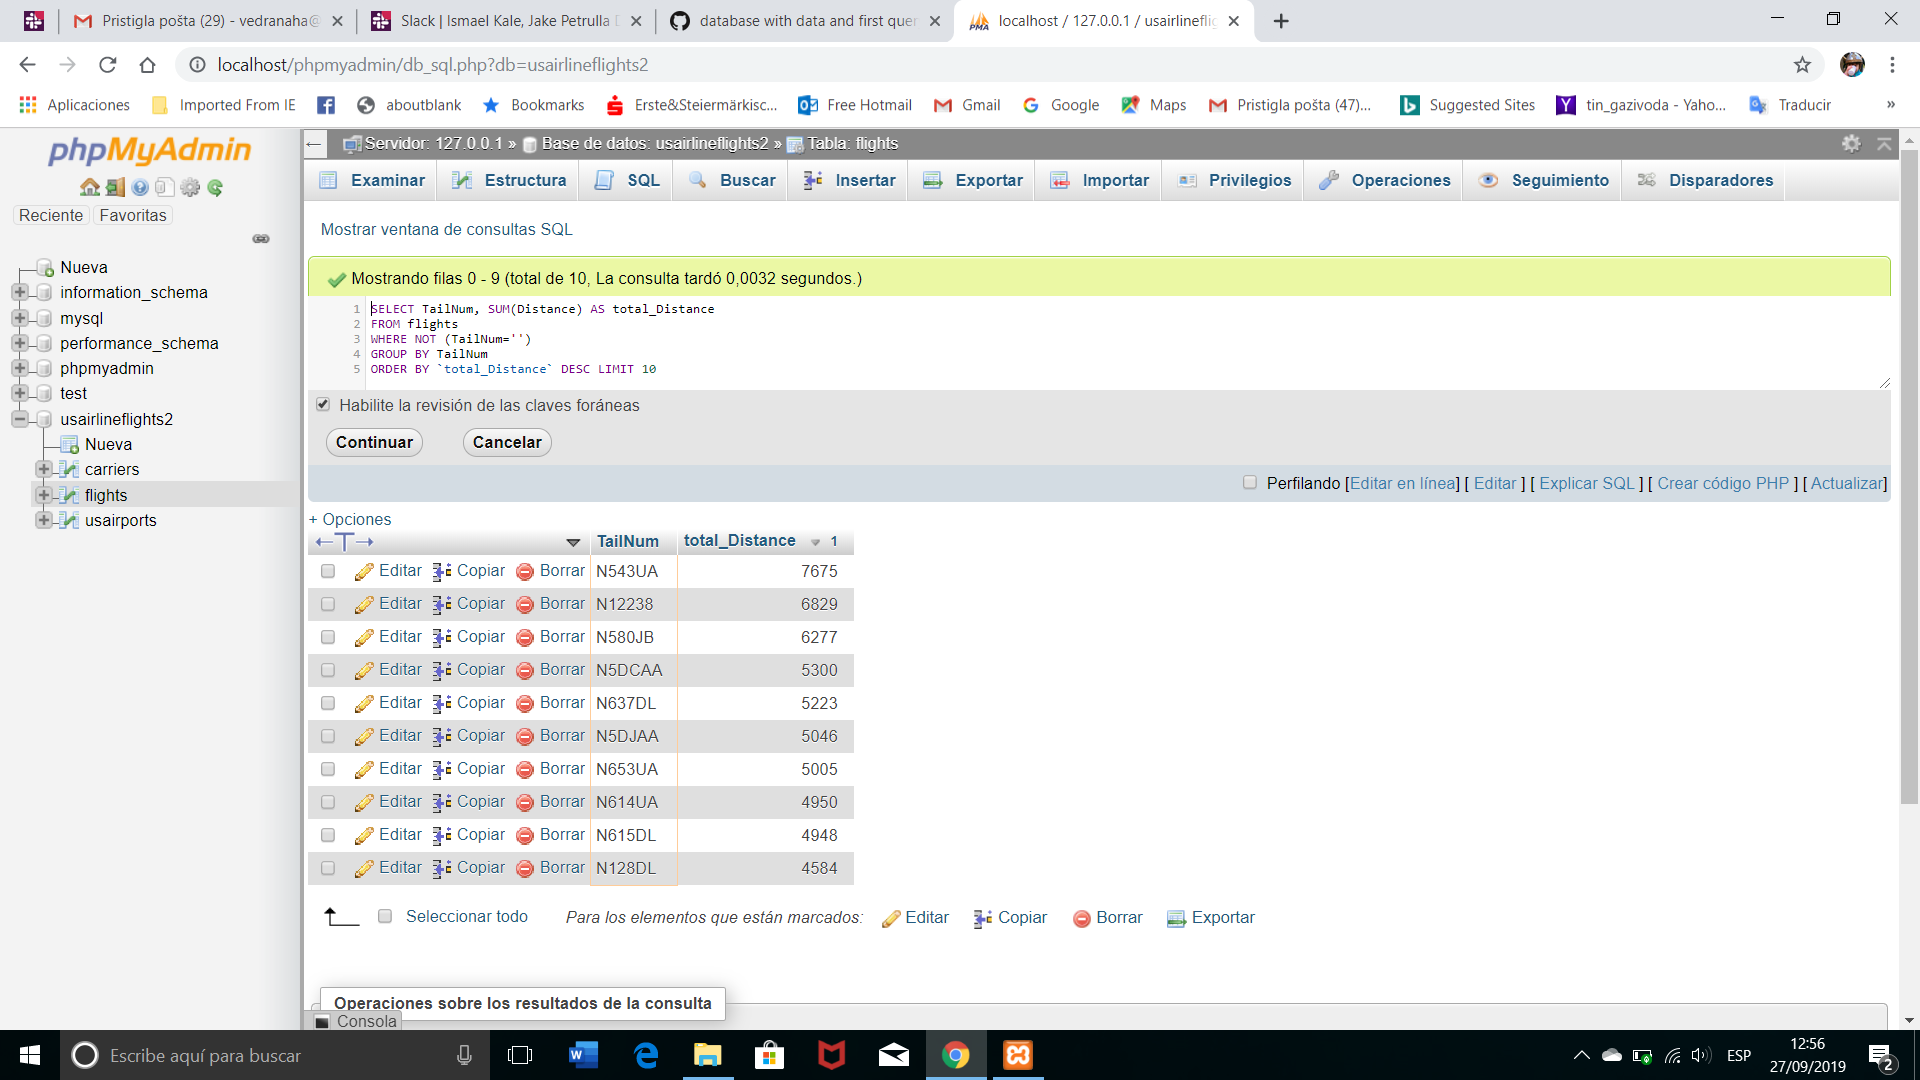 Pristigla pošta (29) - vedranaha@
Slack | Ismael Kale, Jake Petrulla
database with data and first quer
localhost / 127.0.0.1 / usairlinefli
localhost/phpmyadmin/db_sql.php?db=usairlineflights2
Aplicaciones
Imported From IE
aboutblank
Bookmarks
Erste&Steiermärkisc...
Free Hotmail
Gmail
Google
Maps
Pristigla pošta (47)...
Suggested Sites
tin_gazivoda - Yaho...
Traducir
»
phpMyAdmin
Reciente
Favoritas
Nueva
information_schema
mysql
performance_schema
phpmyadmin
test
usairlineflights2
Nueva
carriers
flights
usairports
Servidor: 127.0.0.1 » Base de datos: usairlineflights2 » Tabla: flights
Examinar
Estructura
SQL
Buscar
Insertar
Exportar
Importar
Privilegios
Operaciones
Seguimiento
Disparadores
Mostrar ventana de consultas SQL
Mostrando filas 0 - 9 (total de 10, La consulta tardó 0,0032 segundos.)
1 SELECT TailNum, SUM(Distance) AS total_Distance
2 FROM flights
3 WHERE NOT (TailNum='')
4 GROUP BY TailNum
5 ORDER BY `total_Distance` DESC LIMIT 10
Habilite la revisión de las claves foráneas
Continuar
Cancelar
Perfilando [Editar en línea] [ Editar ] [ Explicar SQL ] [ Crear código PHP ] [ Actualizar]
+ Opciones
TailNum total_Distance 1
Editar Copiar Borrar N543UA 7675
Editar Copiar Borrar N12238 6829
Editar Copiar Borrar N580JB 6277
Editar Copiar Borrar N5DCAA 5300
Editar Copiar Borrar N637DL 5223
Editar Copiar Borrar N5DJAA 5046
Editar Copiar Borrar N653UA 5005
Editar Copiar Borrar N614UA 4950
Editar Copiar Borrar N615DL 4948
Editar Copiar Borrar N128DL 4584
Seleccionar todo
Para los elementos que están marcados:
Editar
Copiar
Borrar
Exportar
Operaciones sobre los resultados de la consulta
Consola
Escribe aquí para buscar
ESP
12:56
27/09/2019
2